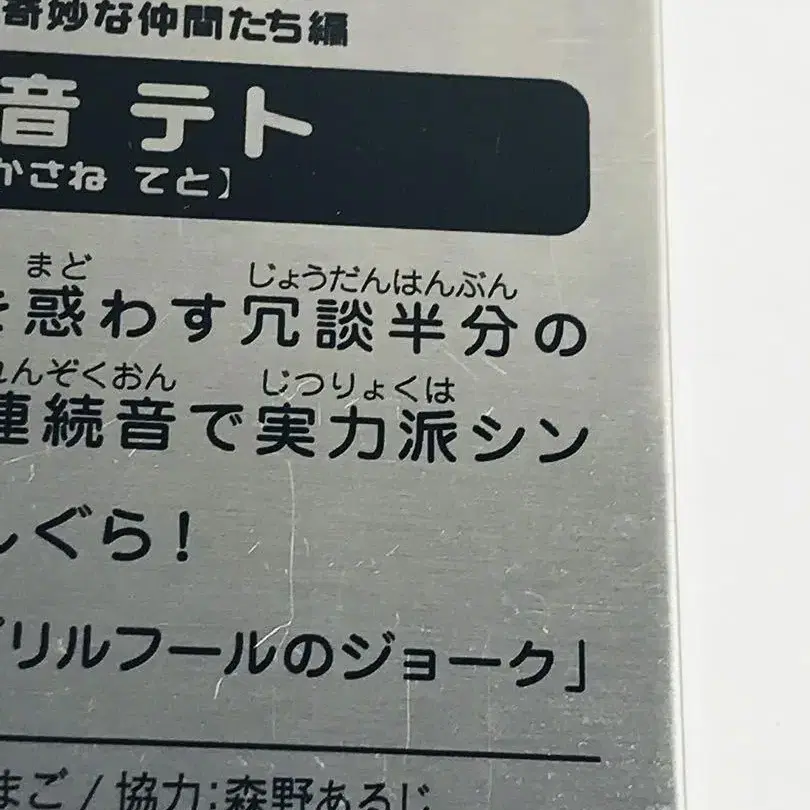 奇妙な仲間たち編
音 テト
かさね てと】
まど じょうだんはんぶん
惑わす冗談半分の
んぞくおん じつりょくは
連続音で実力派シン
しぐら!
プリルフールのジョーク」
まご/協力:森野あるじ